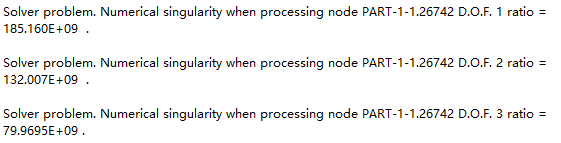 Solver problem. Numerical singularity when processing node PART-1-1.26742 D.O.F. 1 ratio =
185.160E+09 .
Solver problem. Numerical singularity when processing node PART-1-1.26742 D.O.F. 2 ratio =
132.007E+09 .
Solver problem. Numerical singularity when processing node PART-1-1.26742 D.O.F. 3 ratio =
79.9695E+09 .